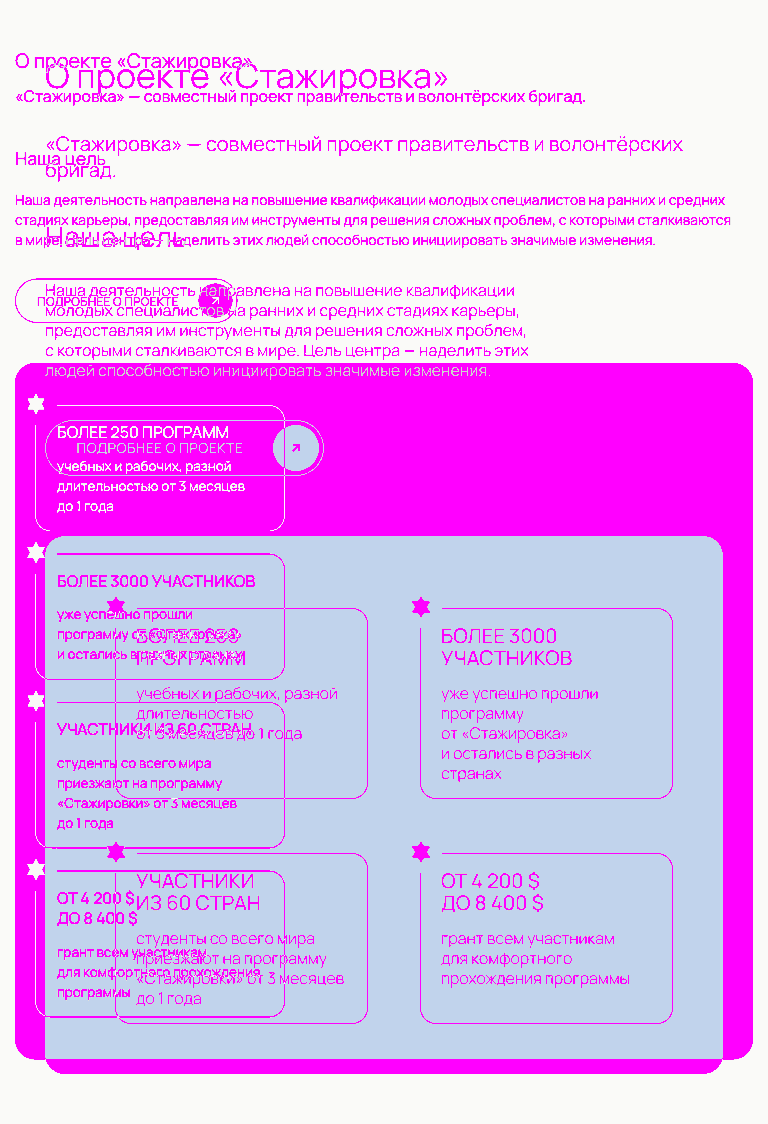 О проекте «Стажировка»
О проекте «Стажировка»
«Стажировка» — совместный проект правительств и волонтёрских бригад.
«Стажировка» — совместный проект правительств и волонтёрских
бригад.
Наша цель
Наша деятельность направлена на повышение квалификации молодых специалистов на ранних и средних
стадиях карьеры, предоставляя им инструменты для решения сложных проблем, с которыми сталкиваются
в мире. Цель центра — наделить этих людей способностью инициировать значимые изменения.
Наша цель
Наша деятельность направлена на повышение квалификации
молодых специалистов на ранних и средних стадиях карьеры,
предоставляя им инструменты для решения сложных проблем,
с которыми сталкиваются в мире. Цель центра — наделить этих
людей способностью инициировать значимые изменения.
ПОДРОБНЕЕ О ПРОЕКТЕ
ПОДРОБНЕЕ О ПРОЕКТЕ
БОЛЕЕ 250 ПРОГРАММ
учебных и рабочих, разной
длительностью от 3 месяцев
до 1 года
БОЛЕЕ 3000 УЧАСТНИКОВ
уже успешно прошли
программу от «Стажировка»
и остались в разных странах
УЧАСТНИКИ ИЗ 60 СТРАН
студенты со всего мира
приезжают на программу
«Стажировки» от 3 месяцев
до 1 года
ОТ 4 200 $
ДО 8 400 $
грант всем участникам
для комфортного прохождения
программы
БОЛЕЕ 250
ПРОГРАММ
учебных и рабочих, разной
длительностью
от 3 месяцев до 1 года
БОЛЕЕ 3000
УЧАСТНИКОВ
уже успешно прошли
программу
от «Стажировка»
и остались в разных
странах
УЧАСТНИКИ
ИЗ 60 СТРАН
студенты со всего мира
приезжают на программу
«Стажировки» от 3 месяцев
до 1 года
ОТ 4 200 $
ДО 8 400 $
грант всем участникам
для комфортного
прохождения программы